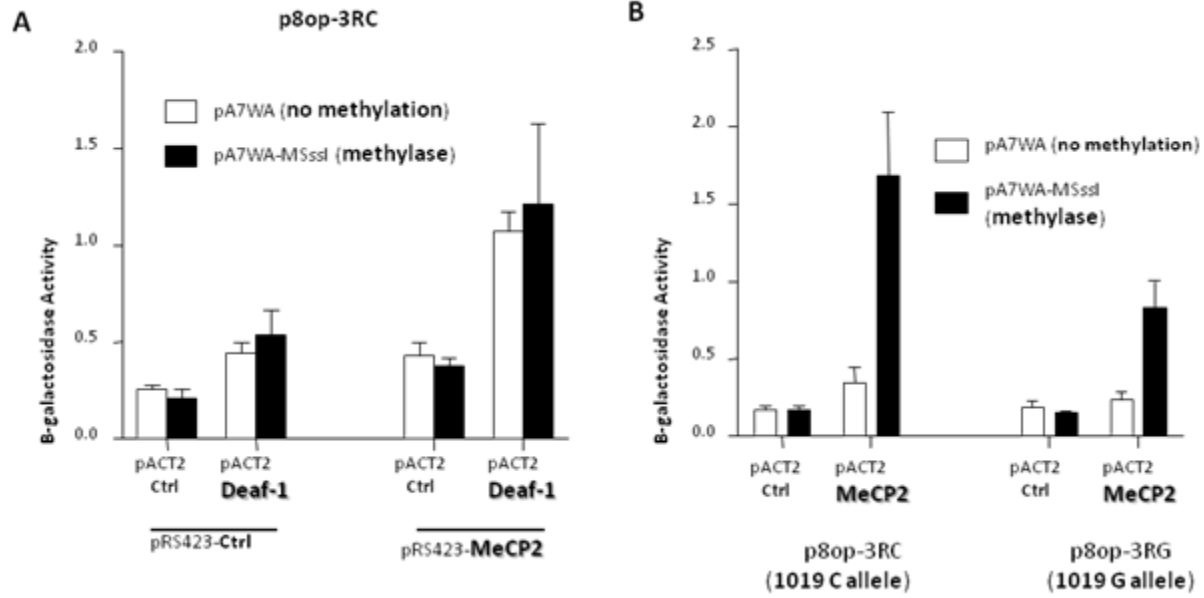 A
p8op-3RC
2.0
1.5
1.0
0.5
0.0
B-galactosidase Activity
pA7WA (no methylation)
pA7WA-MSssI (methylase)
pACT2 pACT2 pACT2 pACT2
Ctrl Deaf-1 Ctrl Deaf-1
pRS423-Ctrl pRS423-MeCP2
B
2.5
2.0
1.5
1.0
0.5
0.0
B-galactosidase Activity
pA7WA (no methylation)
pA7WA-MSssI
(methylase)
pACT2 pACT2 pACT2 pACT2
Ctrl MeCP2 Ctrl MeCP2
p8op-3RC p8op-3RG
(1019 C allele) (1019 G allele)